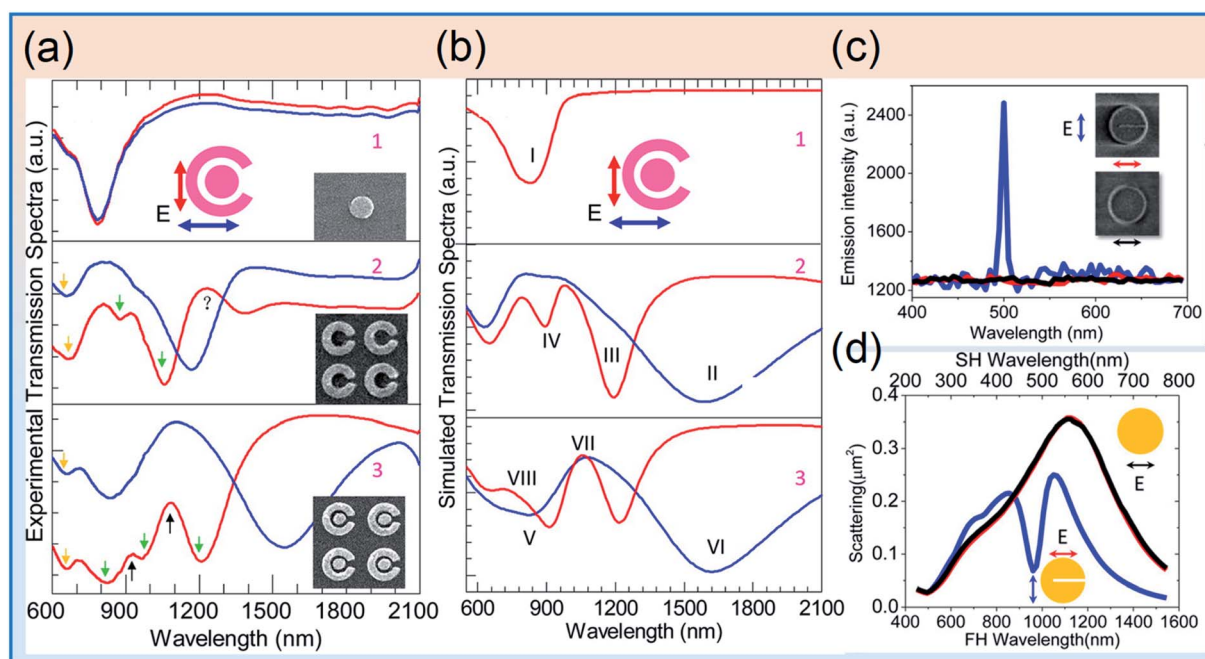 (a)
Experimental Transmission Spectra (a.u.)
1
E
2
?
3
600 900 1200 1500 1800 2100
Wavelength (nm)
(b)
Simulated Transmission Spectra (a.u.)
I
1
E
2
IV
III
II
VII
3
VIII
V
VI
600 900 1200 1500 1800 2100
Wavelength (nm)
(c)
Emission intensity (a.u.)
2400
2100
1800
1500
1200
E
400 500 600 700
Wavelength (nm)
(d)
SH Wavelength(nm)
200 300 400 500 600 700 800
Scattering(μm²)
0.4
0.3
0.2
0.1
0.0
E
E
400 600 800 1000 1200 1400 1600
FH Wavelength(nm)